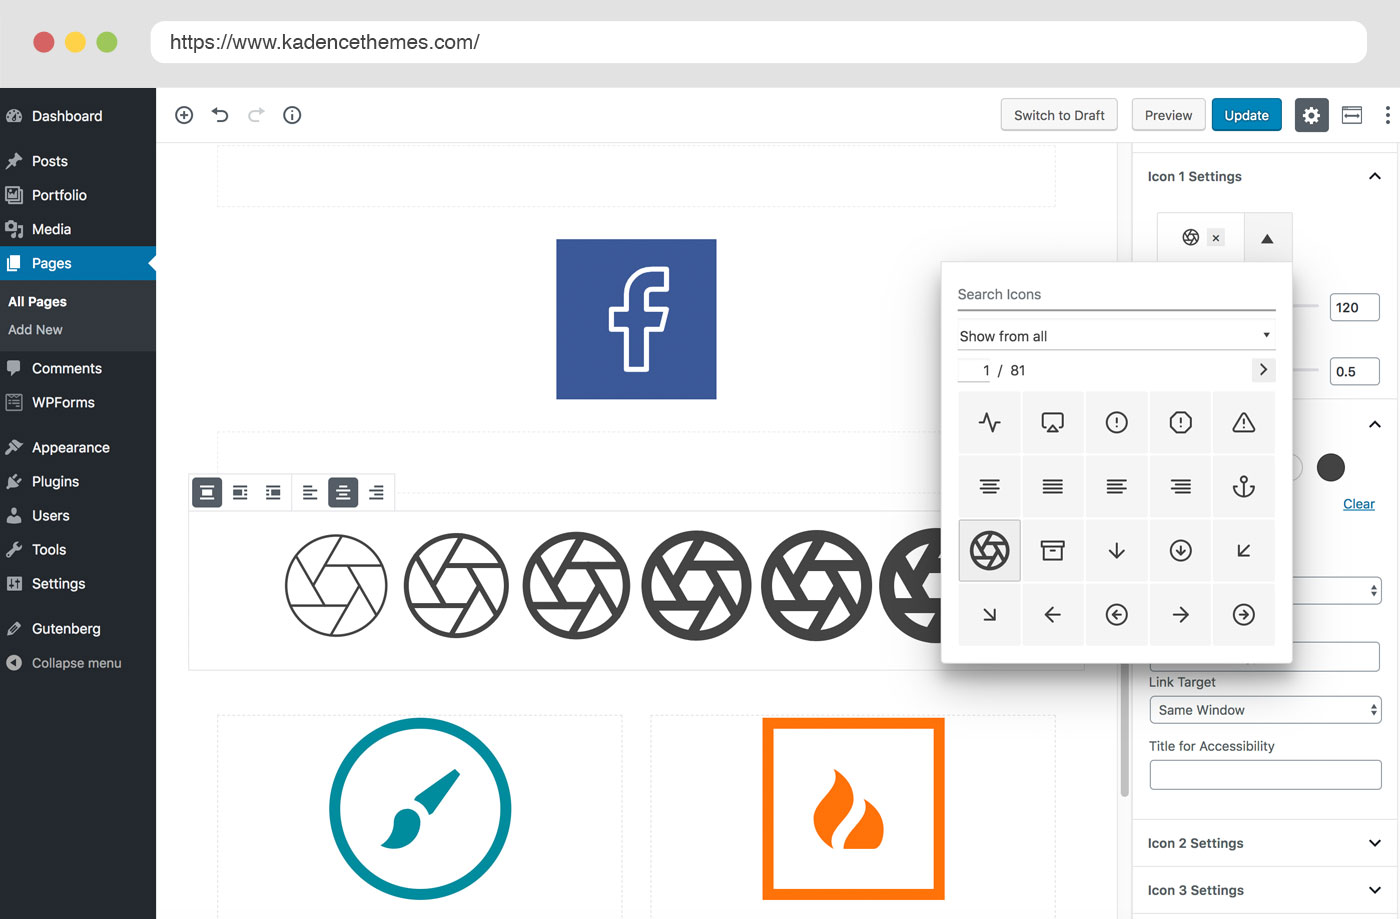 https://www.kadencethemes.com/
Dashboard
Posts
Portfolio
Media
Pages
All Pages
Add New
Comments
WPForms
Appearance
Plugins
Users
Tools
Settings
Gutenberg
Collapse menu
Switch to Draft
Preview
Update
Icon 1 Settings
Search Icons
Show from all
1 / 81
120
0.5
Clear
Link Target
Same Window
Title for Accessibility
Icon 2 Settings
Icon 3 Settings